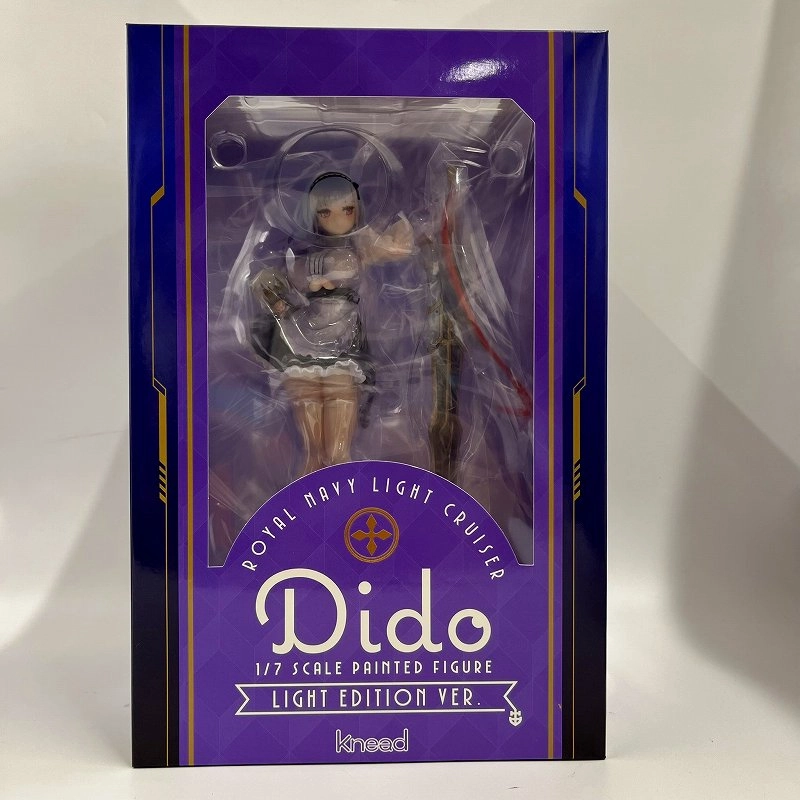 ROYAL NAVY LIGHT CRUISER
Dido
1/7 SCALE PAINTED FIGURE
LIGHT EDITION VER.
knead